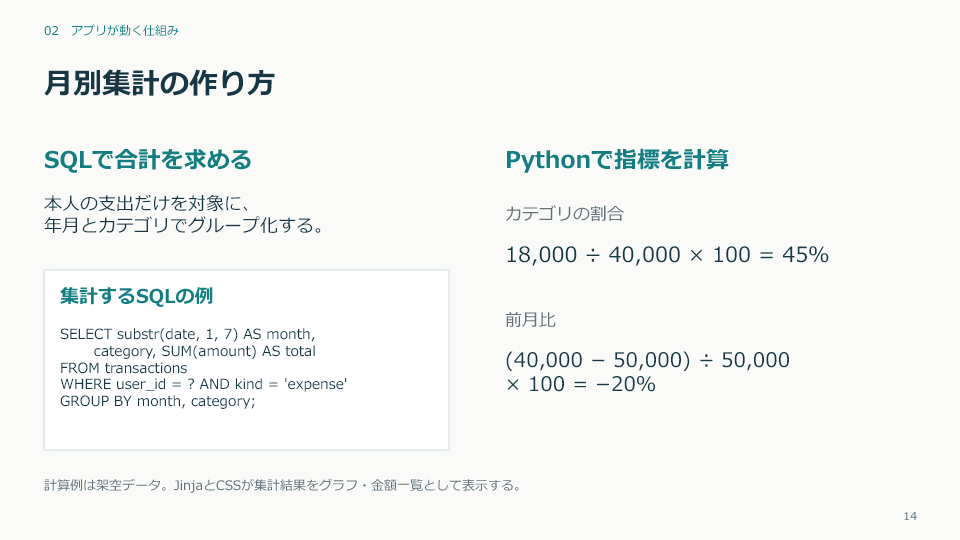 02 アプリが動く仕組み
月別集計の作り方
SQLで合計を求める
本人の支出だけを対象に、
年月とカテゴリでグループ化する。
集計するSQLの例
SELECT substr(date, 1, 7) AS month,
category, SUM(amount) AS total
FROM transactions
WHERE user_id = ? AND kind = 'expense'
GROUP BY month, category;
Pythonで指標を計算
カテゴリの割合
18,000 ÷ 40,000 × 100 = 45%
前月比
(40,000 − 50,000) ÷ 50,000
× 100 = −20%
計算例は架空データ。JinjaとCSSが集計結果をグラフ・金額一覧として表示する。
14